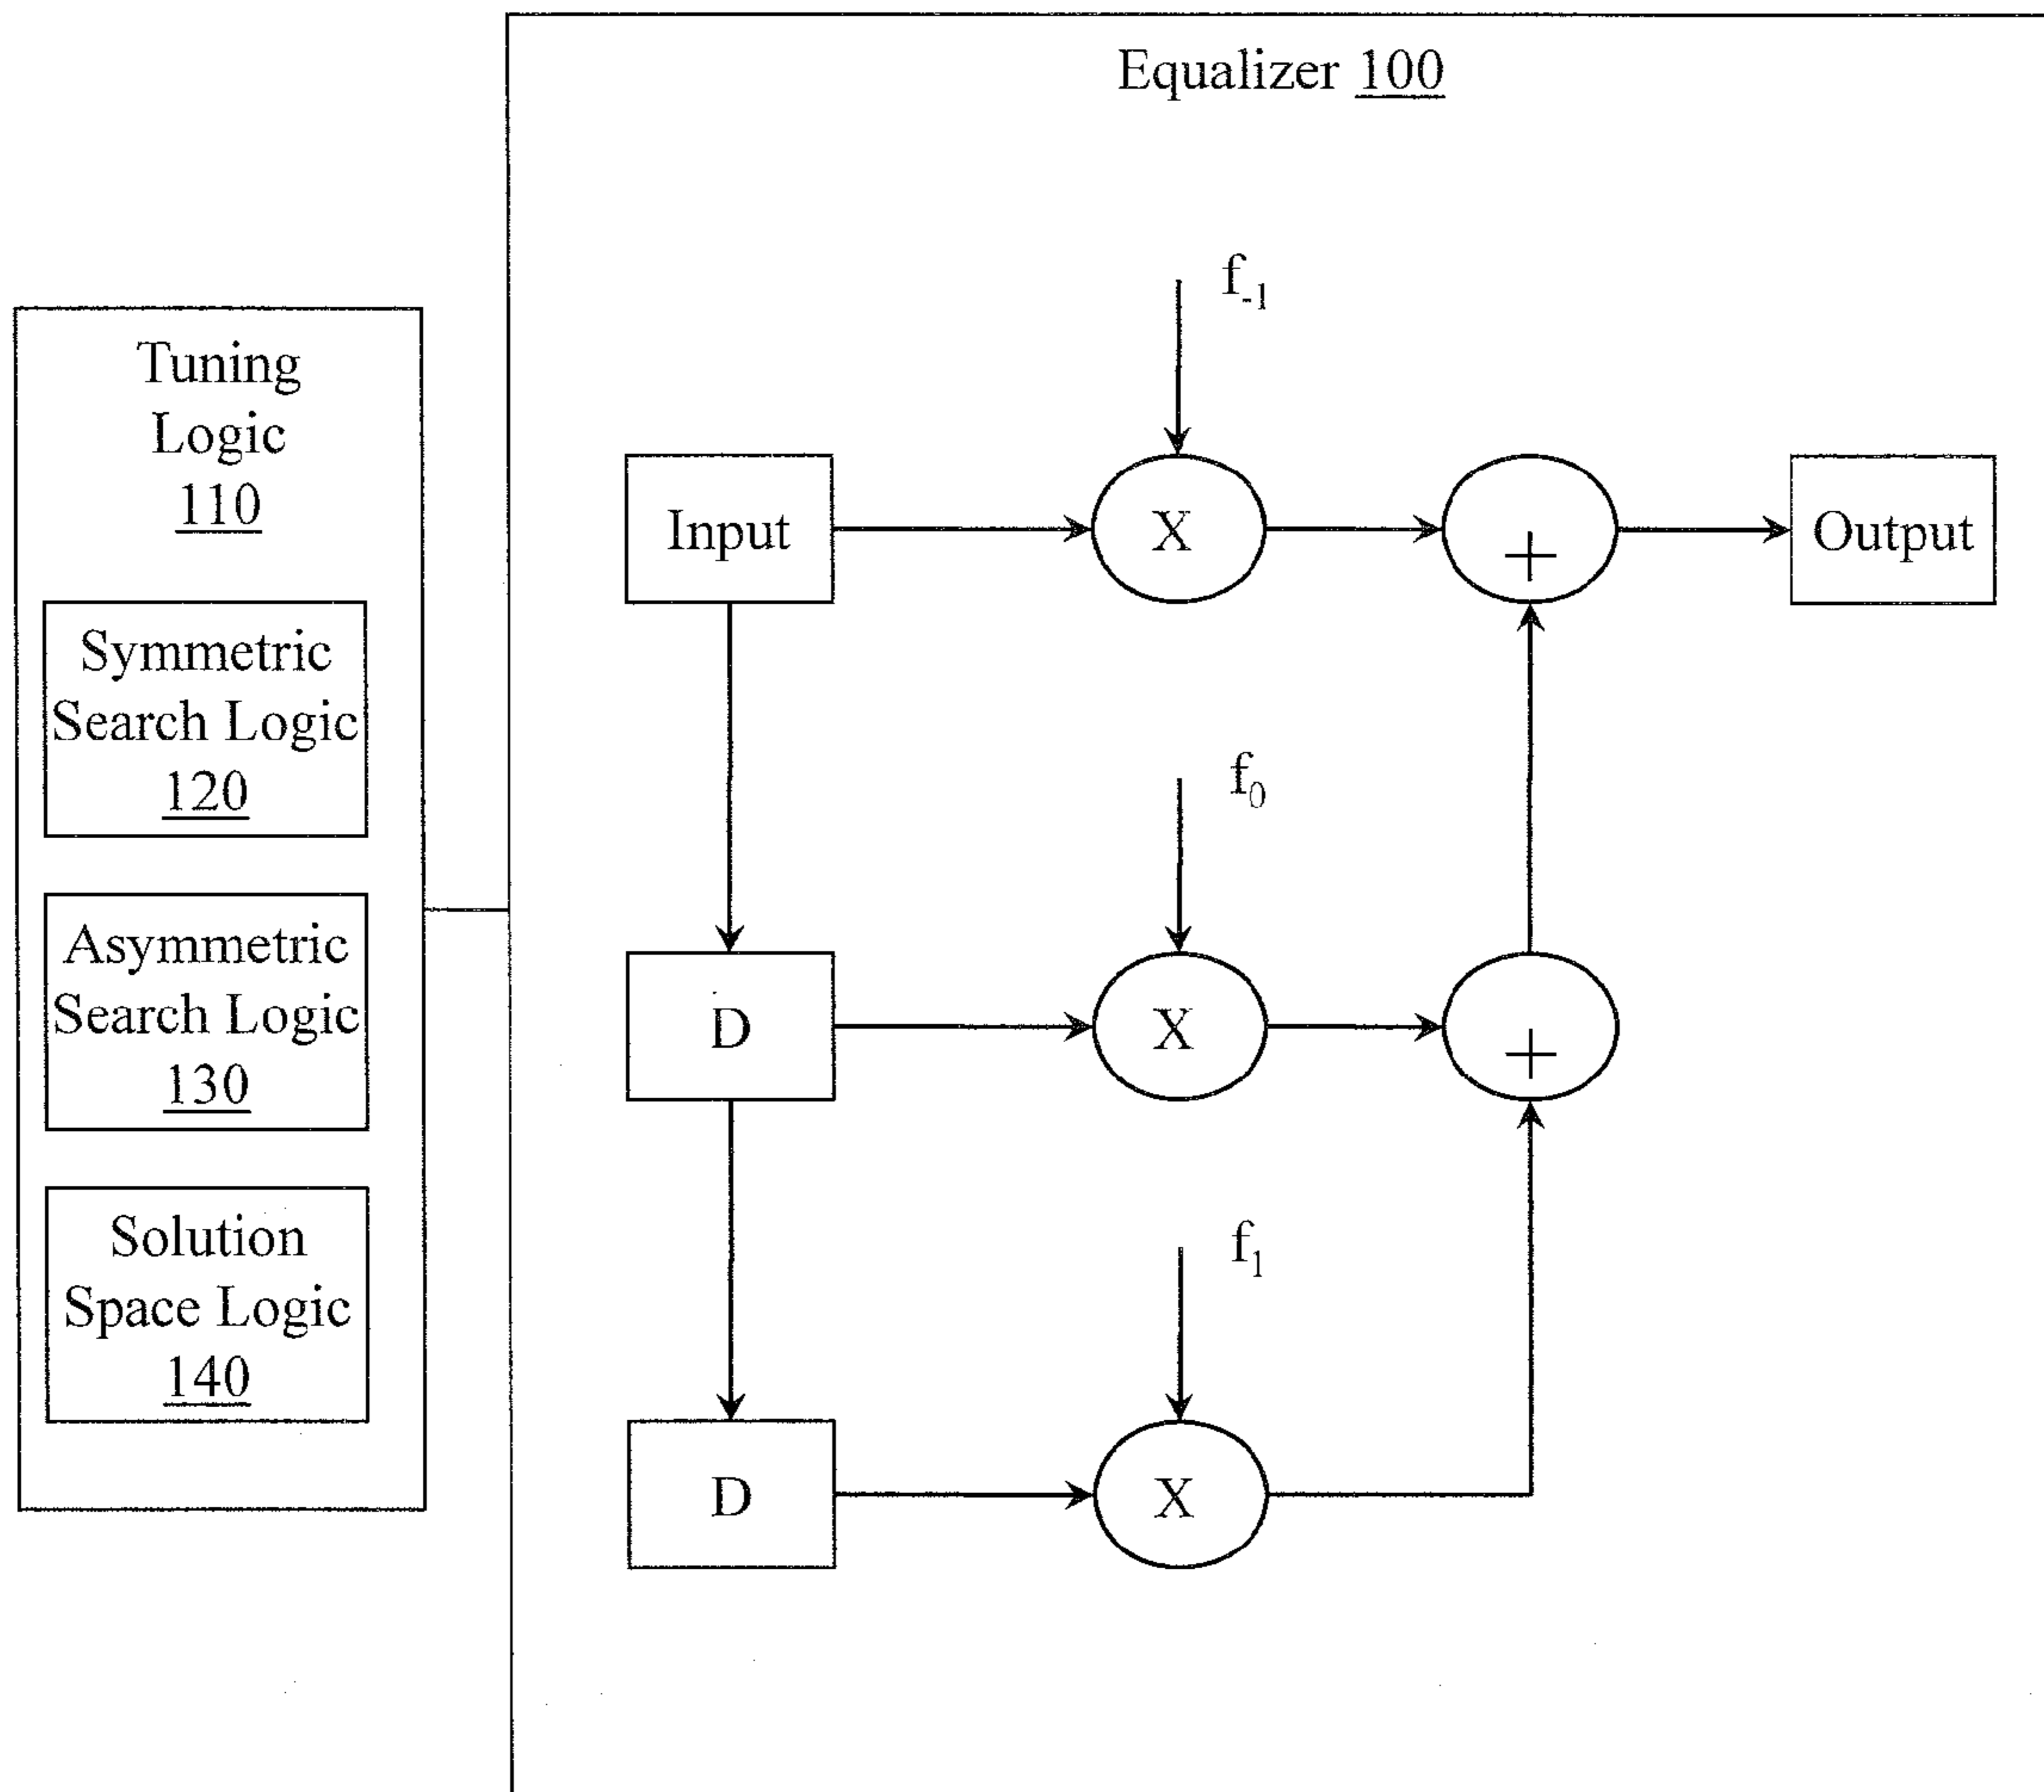 Equalizer 100
Tuning
Logic
110
Symmetric
Search Logic
120
Asymmetric
Search Logic
130
Solution
Space Logic
140
f-1
Input
X
+
Output
f0
D
X
+
f1
D
X